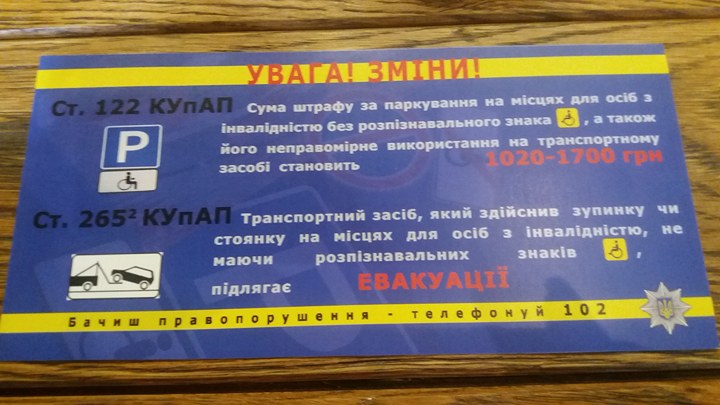 УВАГА! ЗМІНИ!
Ст. 122 КУпАП
Сума штрафу за паркування на місцях для осіб з
інвалідністю без розпізнавального знака , а також
його неправомірне використання на транспортному
засобі становить 1020-1700 грн
P
Ст. 265² КУпАП
Транспортний засіб, який здійснив зупинку чи
стоянку на місцях для осіб з інвалідністю, не
маючи розпізнавальних знаків ,
підлягає ЕВАКУАЦІЇ
Бачиш правопорушення - телефонуй 102